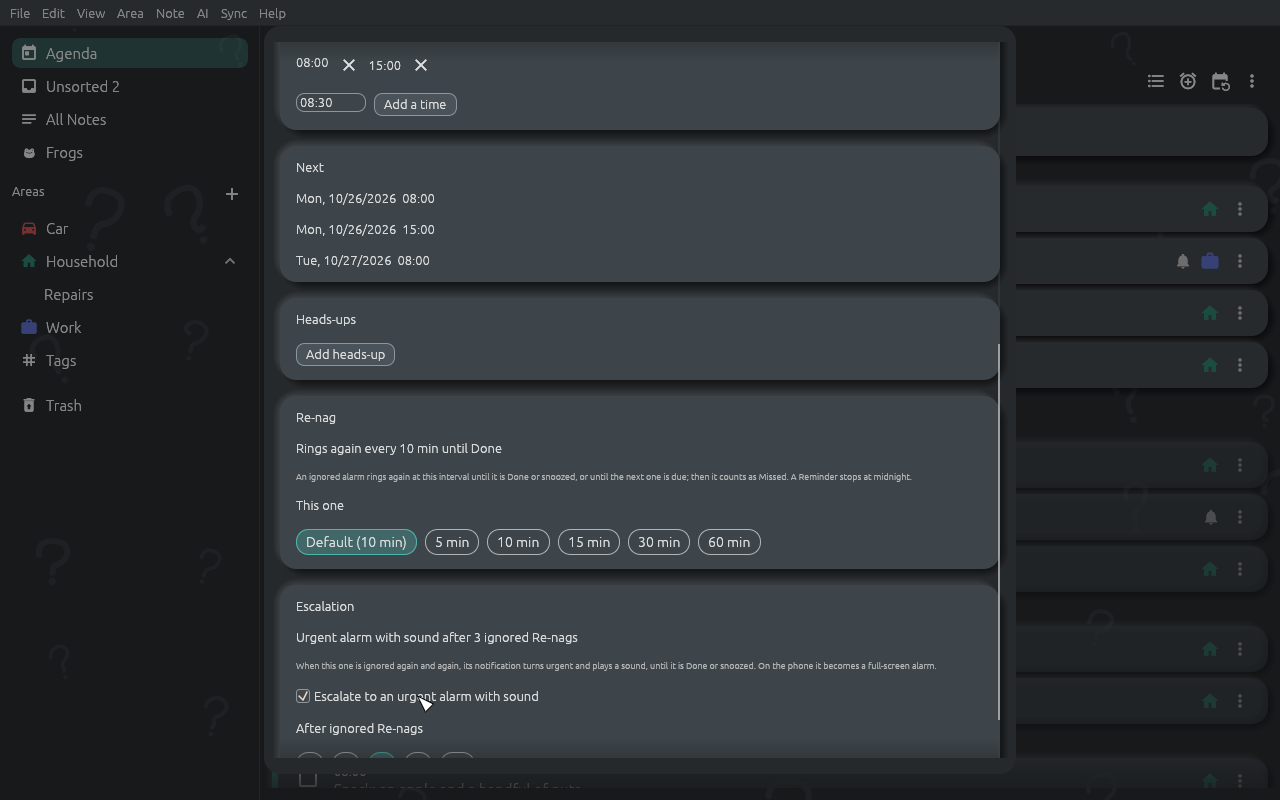 File Edit View Area Note AI Sync Help
Agenda
Unsorted 2
All Notes
Frogs
Areas
Car
Household
Repairs
Work
Tags
Trash
08:00 15:00
08:30 Add a time
Next
Mon, 10/26/2026 08:00
Mon, 10/26/2026 15:00
Tue, 10/27/2026 08:00
Heads-ups
Add heads-up
Re-nag
Rings again every 10 min until Done
An ignored alarm rings again at this interval until it is Done or snoozed, or until the next one is due; then it counts as Missed. A Reminder stops at midnight.
This one
Default (10 min) 5 min 10 min 15 min 30 min 60 min
Escalation
Urgent alarm with sound after 3 ignored Re-nags
When this one is ignored again and again, its notification turns urgent and plays a sound, until it is Done or snoozed. On the phone it becomes a full-screen alarm.
Escalate to an urgent alarm with sound
After ignored Re-nags